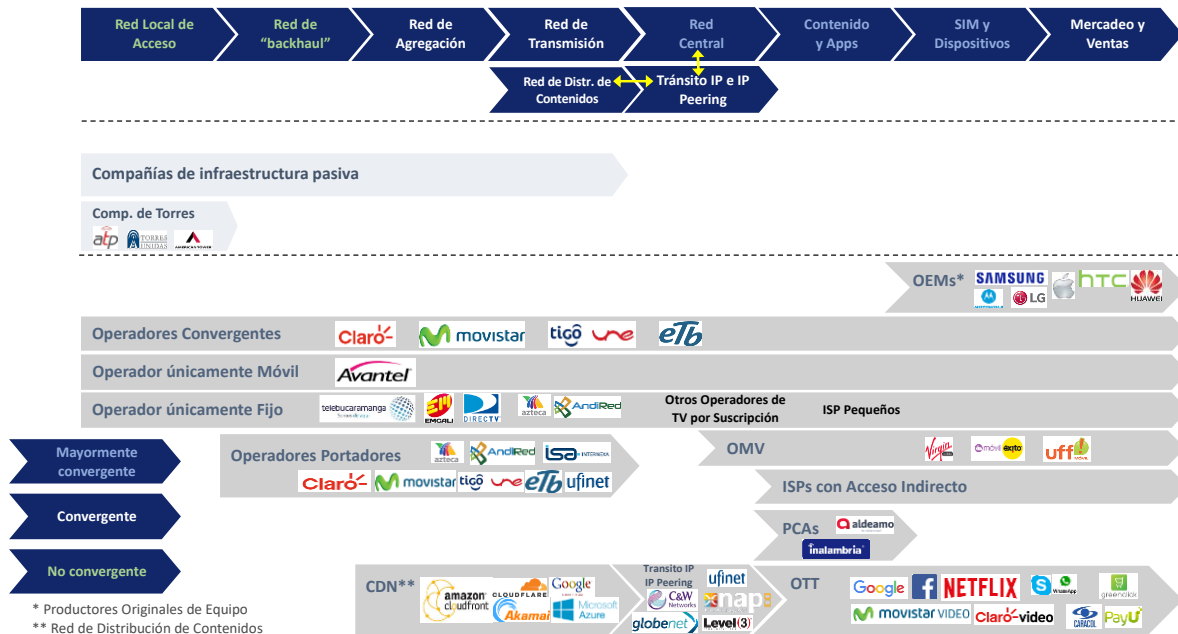 Red Local de
Acceso
Red de
“backhaul”
Red de
Agregación
Red de
Transmisión
Red
Central
Contenido
y Apps
SIM y
Dispositivos
Mercadeo y
Ventas
Red de Distr. de
Contenidos
Tránsito IP e IP
Peering
Compañías de infraestructura pasiva
Comp. de Torres
atp
TORRES
UNIDAS
AMERICAN TOWER
OEMs*
SAMSUNG
hTC
LG
HUAWEI
Operadores Convergentes
Claro
movistar
tigo
une
eTb
Operador únicamente Móvil
Avantel
Operador únicamente Fijo
telebucaramanga
EMCALI
DIRECTV
azteca
AndiRed
Otros Operadores de
TV por Suscripción
ISP Pequeños
Mayormente
convergente
Convergente
No convergente
Operadores Portadores
azteca
AndiRed
isa
INTERNEXA
Claro
movistar
tigo
une
eTb
ufinet
OMV
Virgin
móvil
exito
uff!
ISPs con Acceso Indirecto
PCAs
aldeamo
inalambria
CDN**
amazon
cloudfront
CLOUDFLARE
Akamai
Google
Microsoft
Azure
Transito IP
IP Peering
ufinet
C&W
Networks
nap
globenet
Level(3)
OTT
Google
f
NETFLIX
S
WhatsApp
greenclick
movistar VIDEO
Claro-video
CARACOL
PayU
* Productores Originales de Equipo
** Red de Distribución de Contenidos